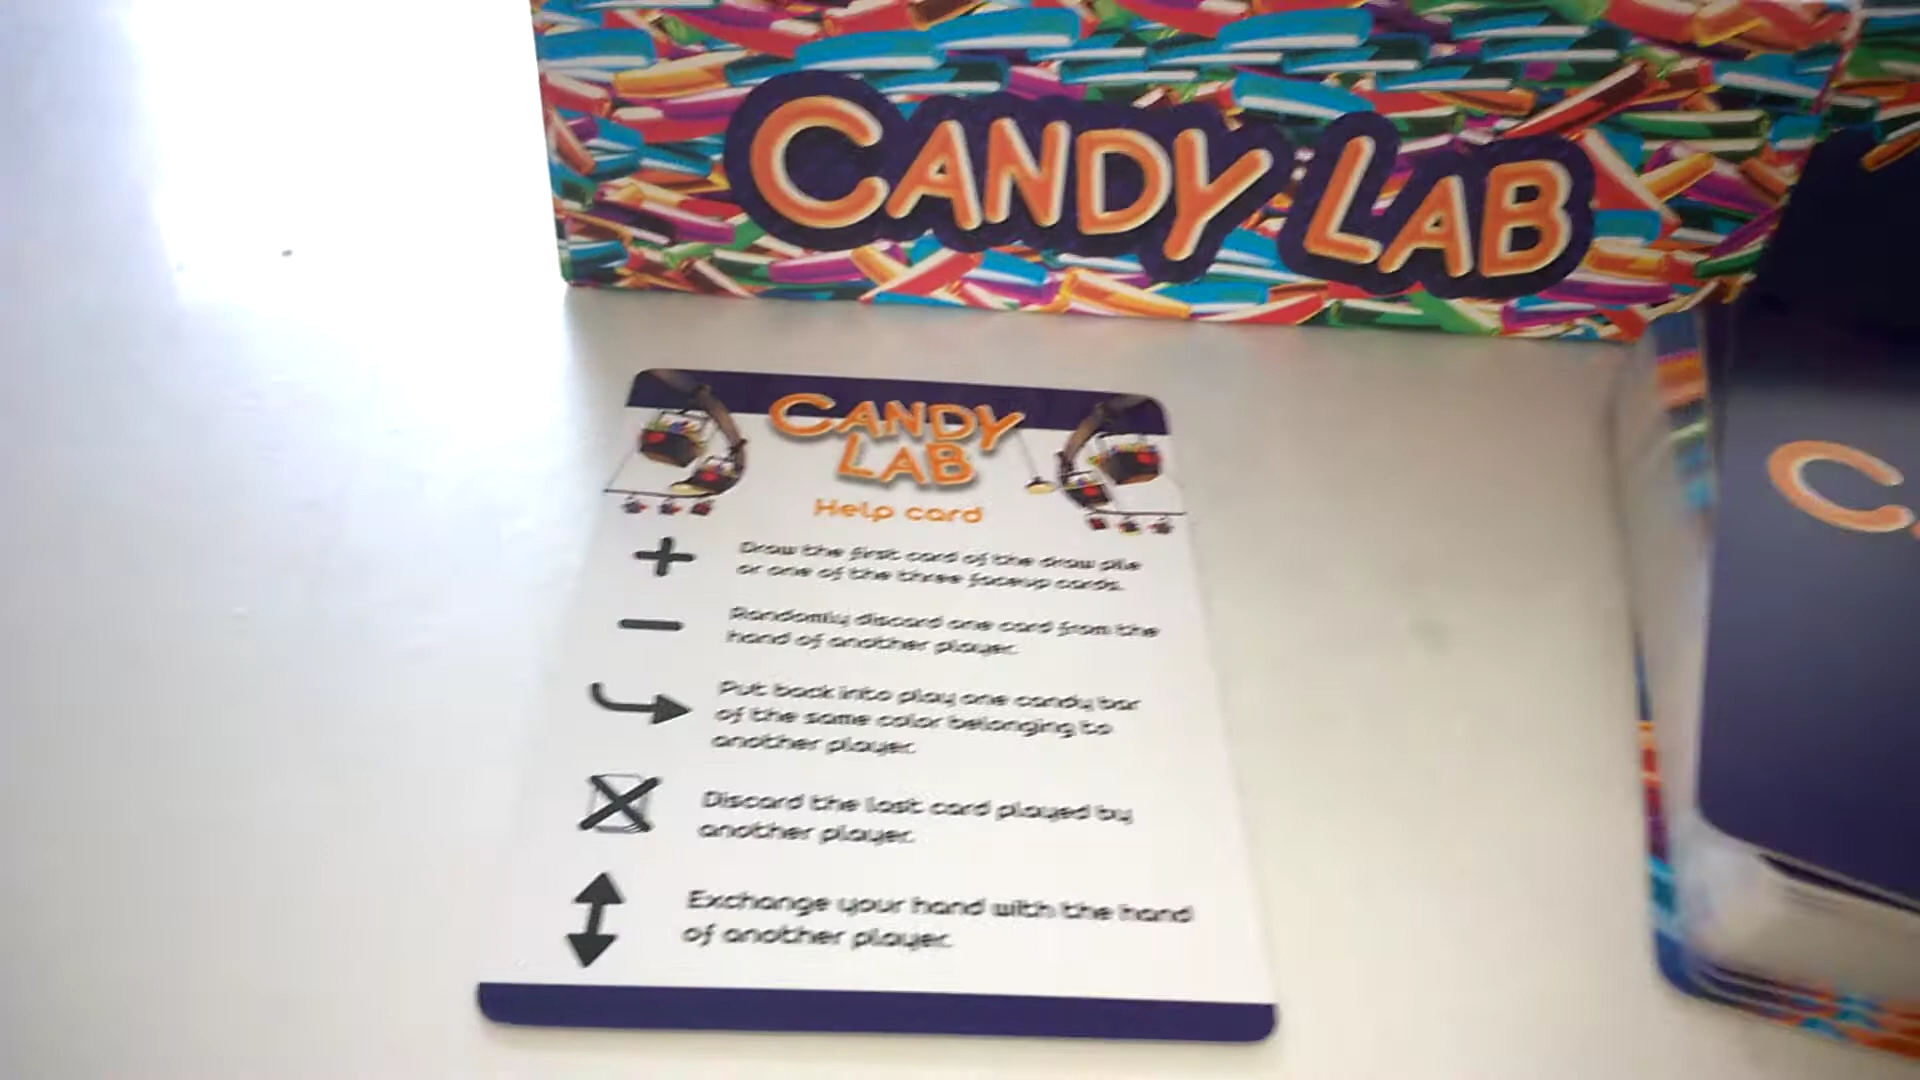 CANDY LAB
CANDY
LAB
Help card
Draw the first card of the draw pile
or one of the three faceup cards.
Randomly discard one card from the
hand of another player.
Put back into play one candy bar
of the same color belonging to
another player.
Discard the last card played by
another player.
Exchange your hand with the hand
of another player.
C